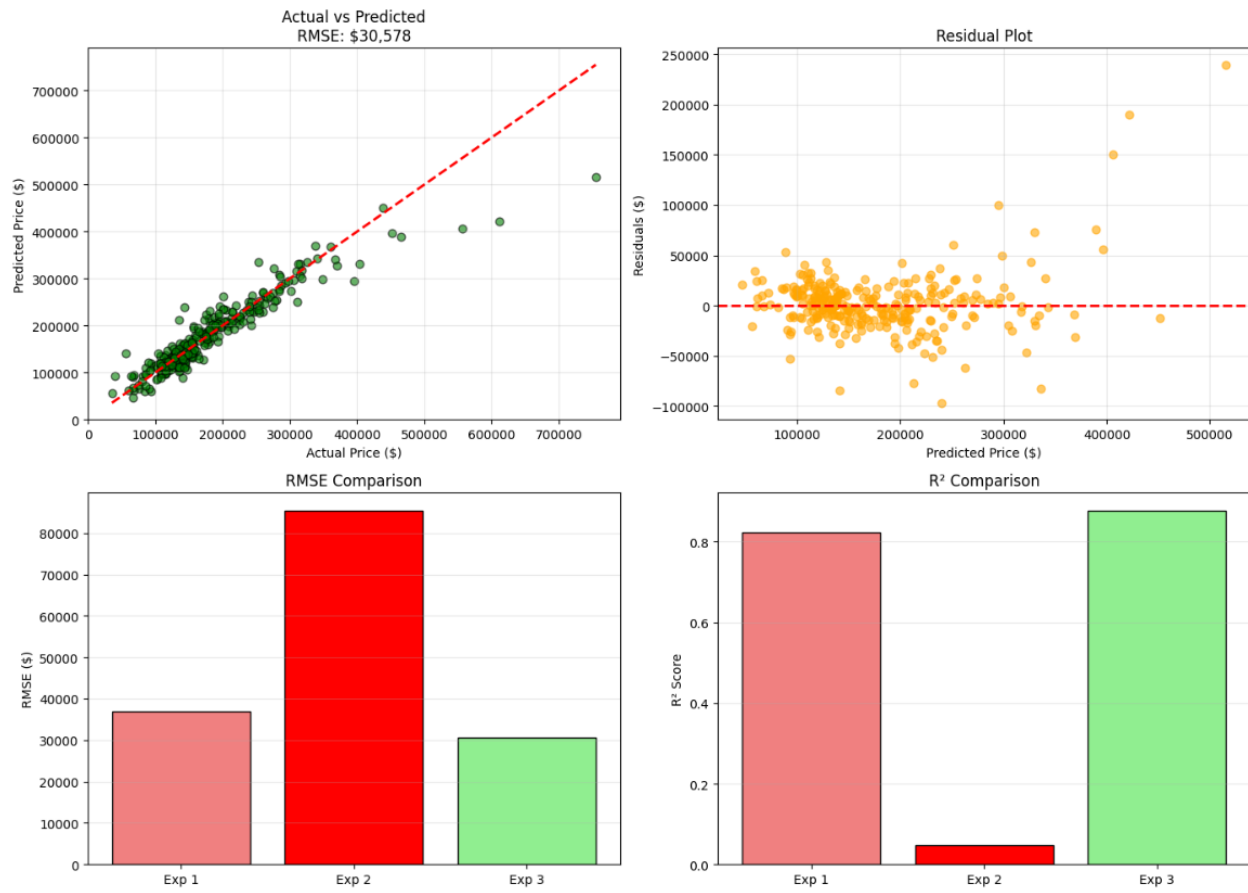 Actual vs Predicted
RMSE: $30,578
Predicted Price ($)
700000
600000
500000
400000
300000
200000
100000
0
0 100000 200000 300000 400000 500000 600000 700000
Actual Price ($)
Residual Plot
Residuals ($)
250000
200000
150000
100000
50000
0
−50000
−100000
100000 200000 300000 400000 500000
Predicted Price ($)
RMSE Comparison
RMSE ($)
80000
70000
60000
50000
40000
30000
20000
10000
0
Exp 1 Exp 2 Exp 3
R² Comparison
R² Score
0.8
0.6
0.4
0.2
0.0
Exp 1 Exp 2 Exp 3